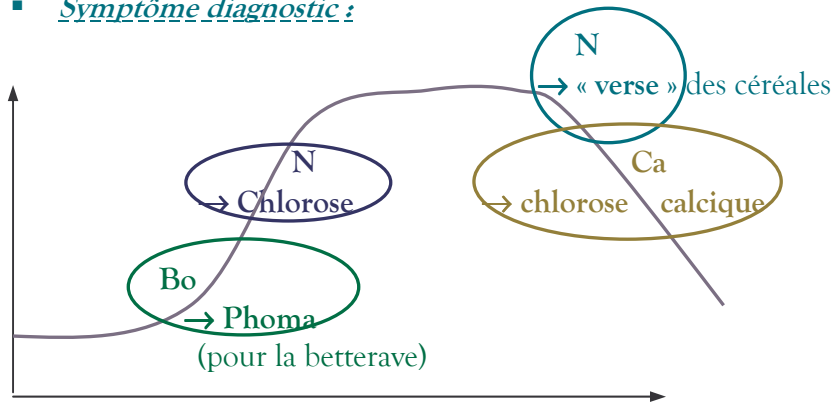 ▪ Symptôme diagnostic :
N
→ « verse » des céréales
N
→ Chlorose
Ca
→ chlorose calcique
Bo
→ Phoma
(pour la betterave)